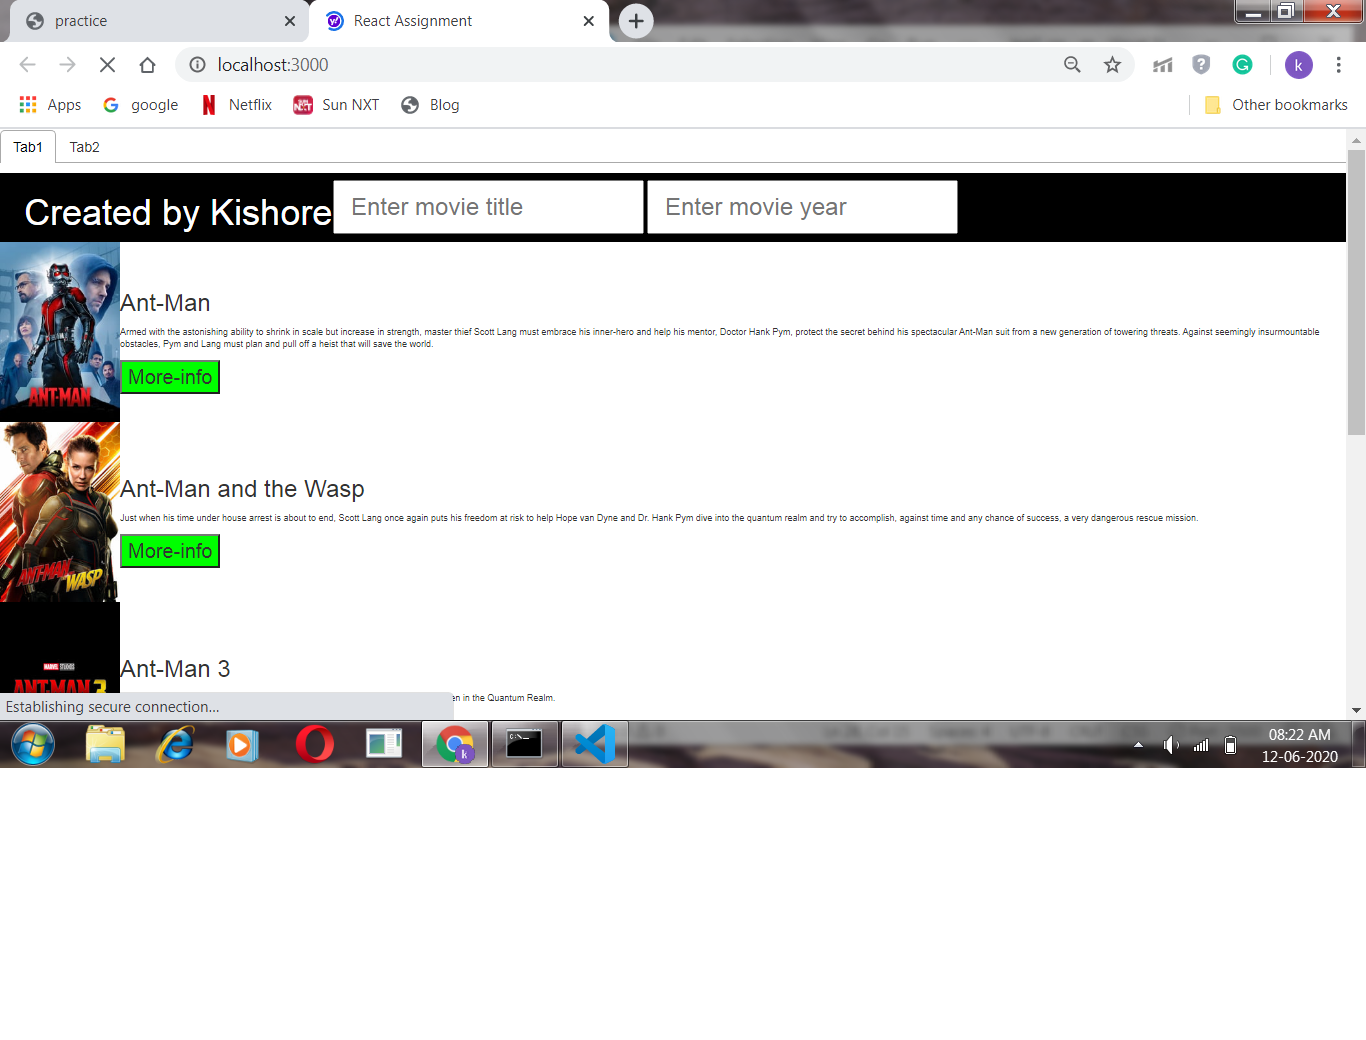 practice
React Assignment
localhost:3000
k
Apps
google
Netflix
Sun NXT
Blog
Other bookmarks
Tab1
Tab2
Created by Kishore
Enter movie title
Enter movie year
ANT-MAN
Ant-Man
Armed with the astonishing ability to shrink in scale but increase in strength, master thief Scott Lang must embrace his inner-hero and help his mentor, Doctor Hank Pym, protect the secret behind his spectacular Ant-Man suit from a new generation of towering threats. Against seemingly insurmountable
obstacles, Pym and Lang must plan and pull off a heist that will save the world.
More-info
ANT-MAN
WASP
Ant-Man and the Wasp
Just when his time under house arrest is about to end, Scott Lang once again puts his freedom at risk to help Hope van Dyne and Dr. Hank Pym dive into the quantum realm and try to accomplish, against time and any chance of success, a very dangerous rescue mission.
More-info
MARVEL STUDIOS
ANT-MAN 3
Ant-Man 3
en in the Quantum Realm.
Establishing secure connection...
k
08:22 AM
12-06-2020